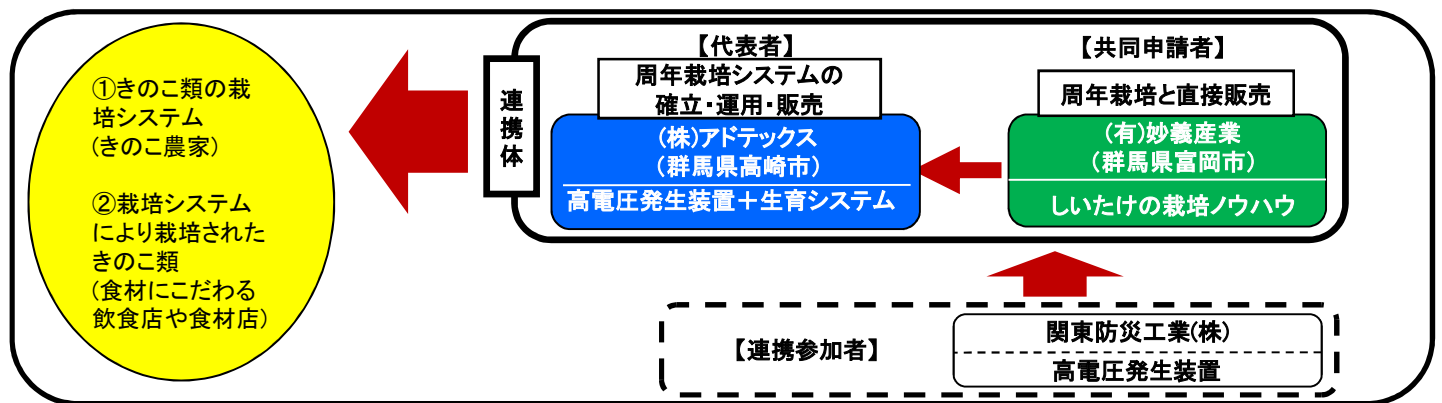 ①きのこ類の栽
培システム
(きのこ農家)
②栽培システム
により栽培された
きのこ類
(食材にこだわる
飲食店や食材店)
連携体
【代表者】
周年栽培システムの
確立・運用・販売
(株)アドテックス
(群馬県高崎市)
高電圧発生装置＋生育システム
【共同申請者】
周年栽培と直接販売
(有)妙義産業
(群馬県富岡市)
しいたけの栽培ノウハウ
【連携参加者】
関東防災工業(株)
高電圧発生装置